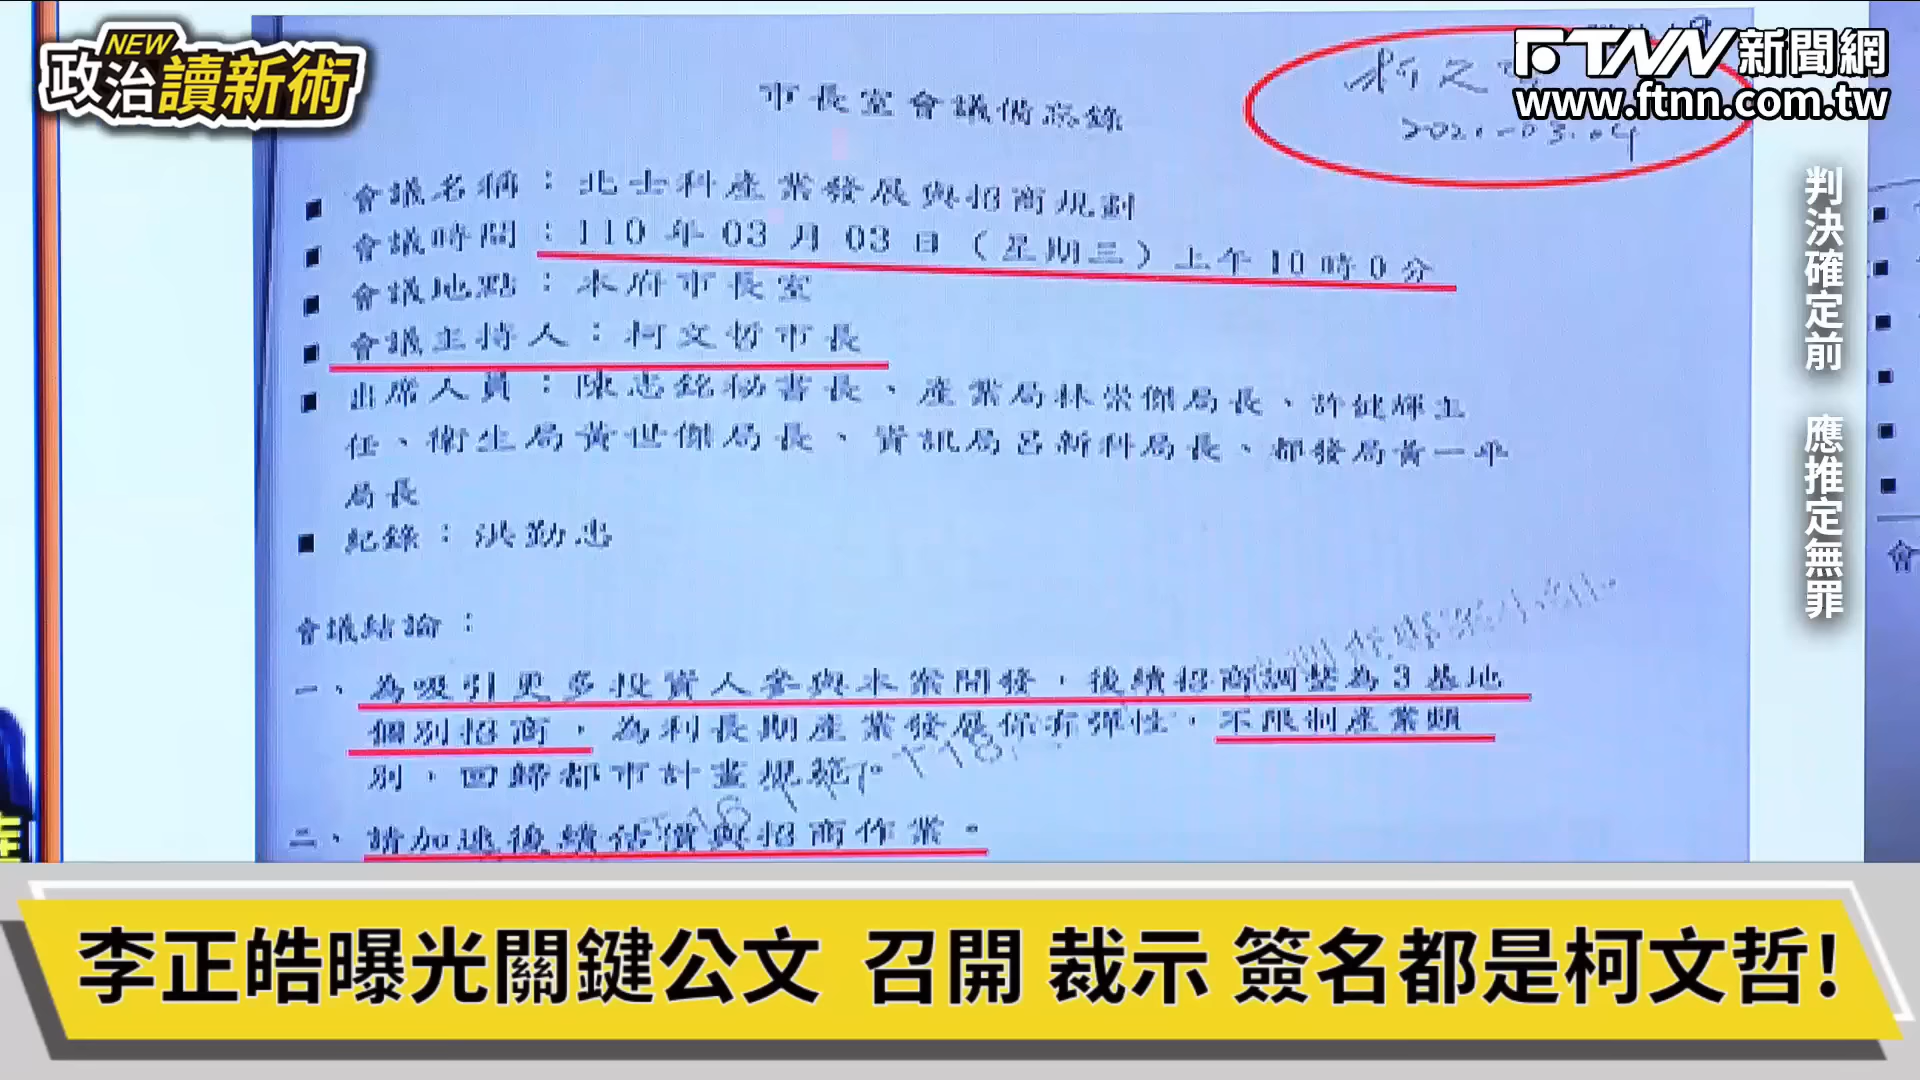 NEW
政治讀新術
FTNN新聞網
www.ftnn.com.tw
柯文
2021-03.04
市長室會議備忘錄
■ 會議名稱：北士科產業發展與招商規劃
■ 會議時間：110 年 03 月 03 日（星期三）上午10時0分
■ 會議地點：本府市長室
■ 會議主持人：柯文哲市長
■ 出席人員：陳志銘秘書長、產業局林崇傑局長、許健輝主
任、衛生局黃世傑局長、資訊局呂新科局長、都發局黃一平
局長
■ 紀錄：洪勤忠
會議結論：
一、為吸引更多投資人參與本案開發，後續招商調整為3基地
個別招商，為利長期產業發展保有彈性，不限制產業類
別，回歸都市計畫規範。
二、請加速後續估價與招商作業。
判決確定前 應推定無罪
會
李正皓曝光關鍵公文 召開 裁示 簽名都是柯文哲!